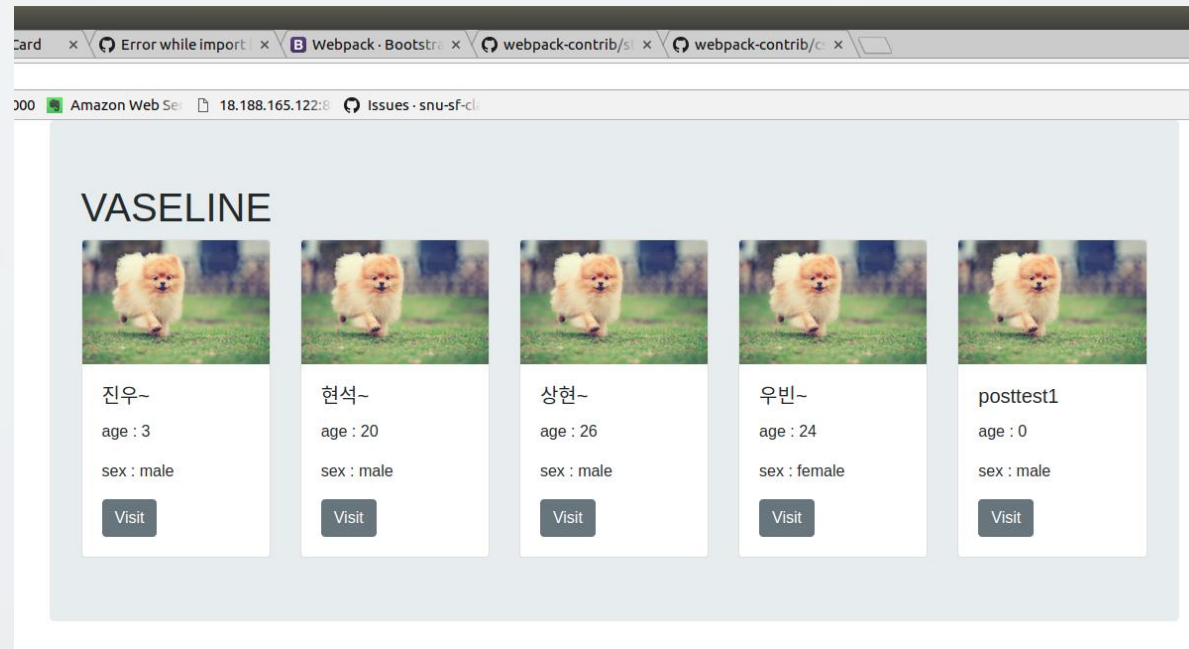 Card
Error while import
B Webpack · Bootstra
webpack-contrib/s
webpack-contrib/c
000
Amazon Web Se
18.188.165.122:8
Issues · snu-sf-cla
VASELINE
진우~
age : 3
sex : male
Visit
현석~
age : 20
sex : male
Visit
상현~
age : 26
sex : male
Visit
우빈~
age : 24
sex : female
Visit
posttest1
age : 0
sex : male
Visit